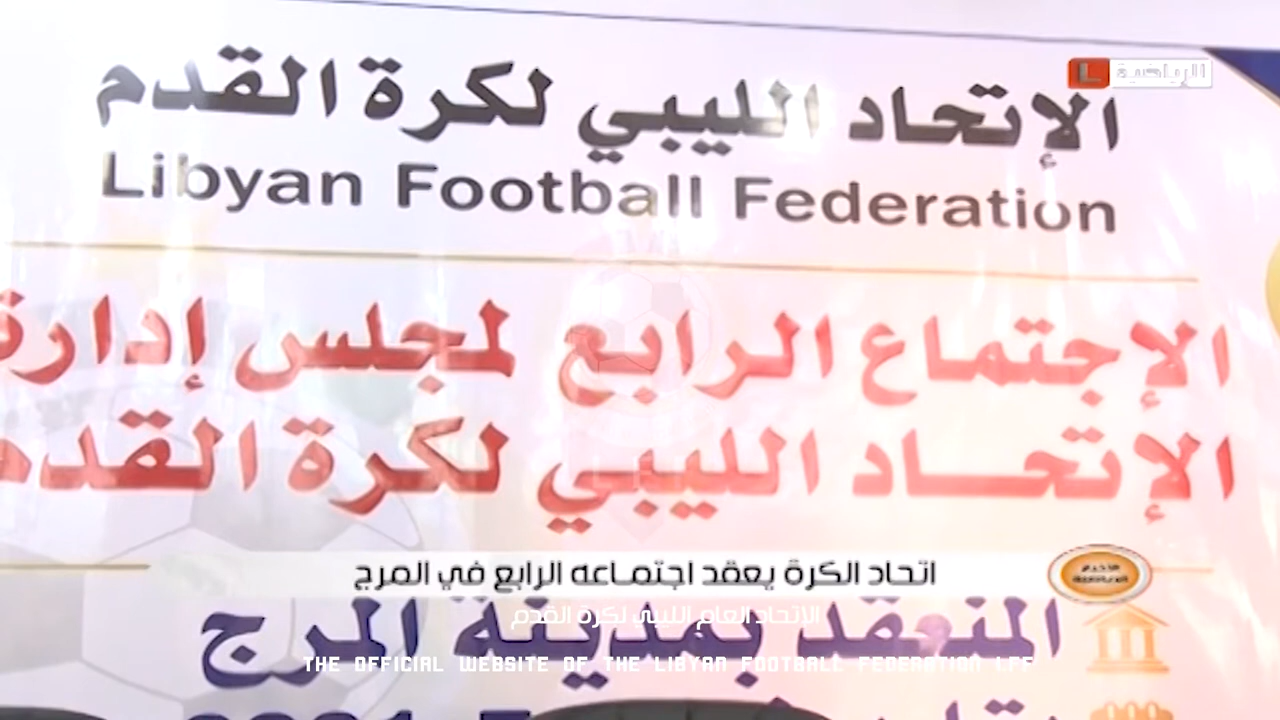 الرياضية
الإتحاد الليبي لكرة القدم
Libyan Football Federation
الإجتماع الرابع لمجلس إدارة
الإتحـــاد الليبي لكرة القدم
اتحاد الكرة يعقد اجتماعه الرابع في المرج
الاتحاد العام الليبي لكرة القدم
المنعقد بمدينة المرج
THE OFFICIAL WEBSITE OF THE LIBYAN FOOTBALL FEDERATION LFF